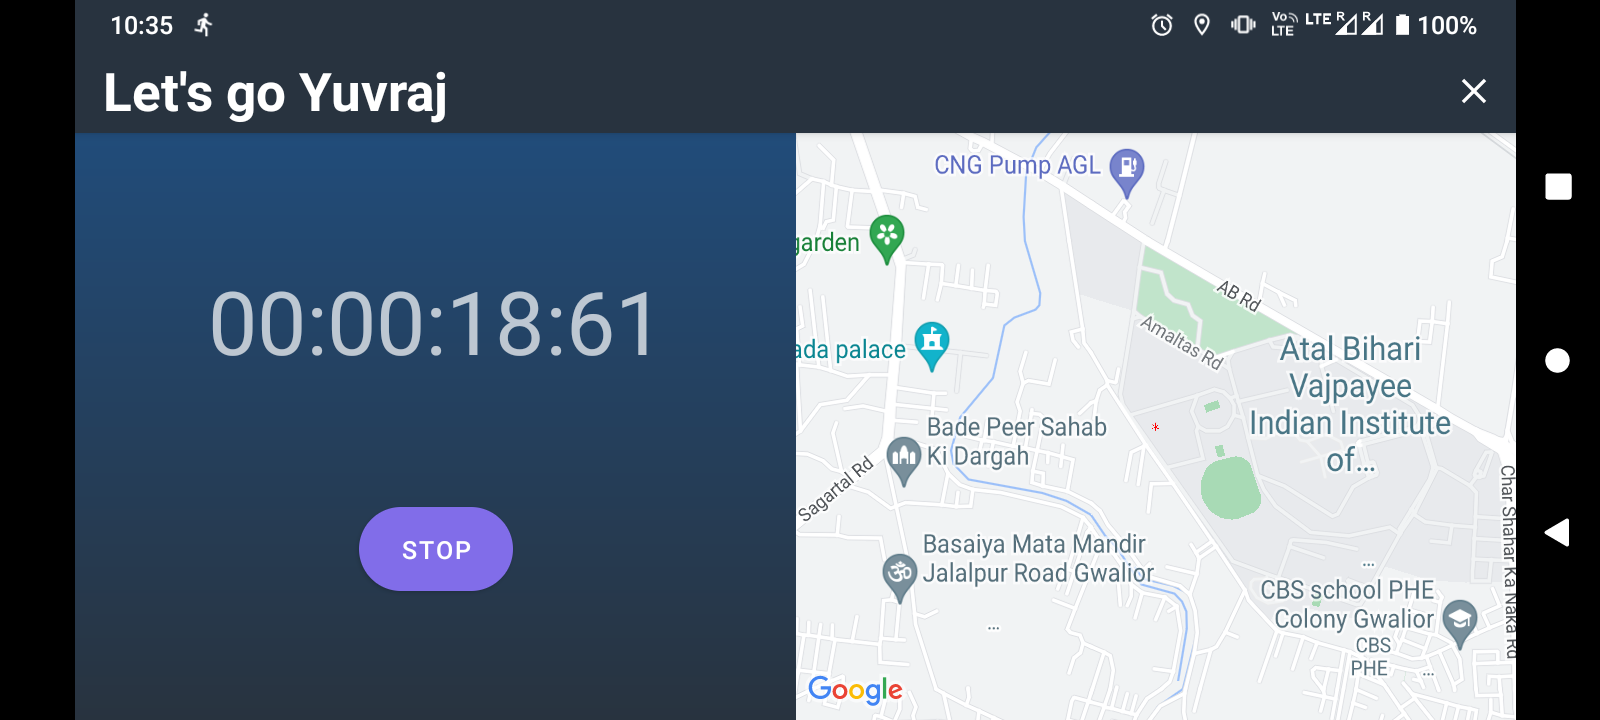 10:35
Vo
LTE
LTE R R 100%
Let's go Yuvraj
00:00:18:61
STOP
CNG Pump AGL
garden
AB Rd
Amaltas Rd
ada palace
Atal Bihari
Vajpayee
Indian Institute
of...
Bade Peer Sahab
Ki Dargah
Sagartal Rd
Char Shahar Ka Naka Rd
Basaiya Mata Mandir
Jalalpur Road Gwalior
...
CBS school PHE
Colony Gwalior
CBS
PHE
...
...
Google